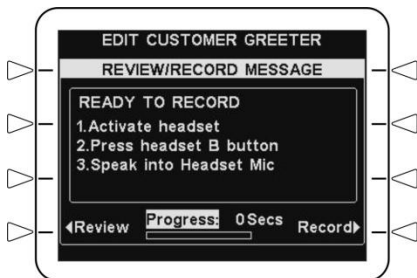 EDIT CUSTOMER GREETER
REVIEW/RECORD MESSAGE
READY TO RECORD
1.Activate headset
2.Press headset B button
3.Speak into Headset Mic
Review Progress: 0Secs Record